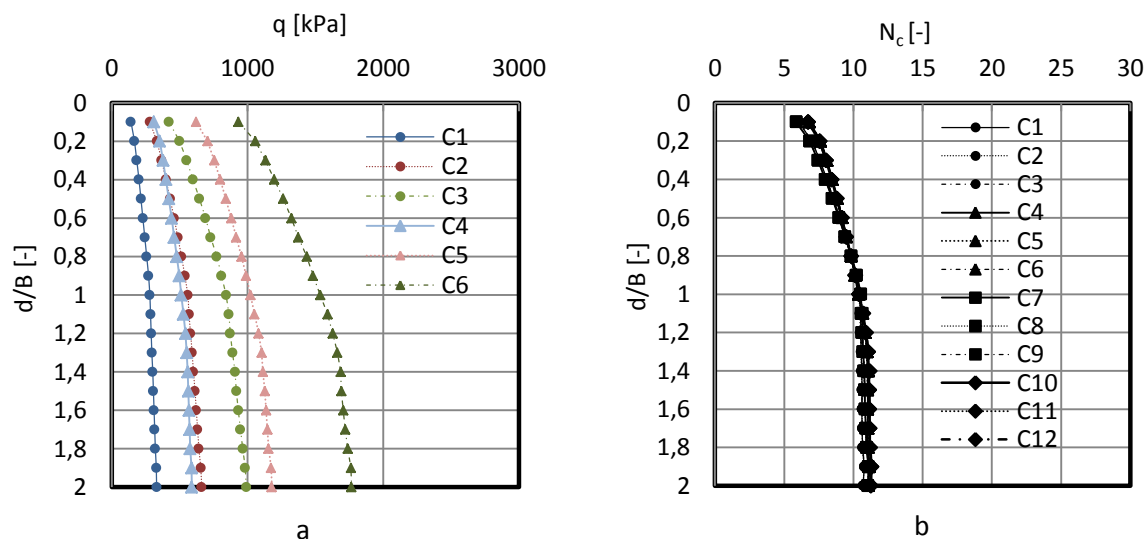 q [kPa]
0 1000 2000 3000
0
0,2
0,4
0,6
0,8
1
1,2
1,4
1,6
1,8
2
d/B [-]
C1
C2
C3
C4
C5
C6
a
N_c [-]
0 5 10 15 20 25 30
0
0,2
0,4
0,6
0,8
1
1,2
1,4
1,6
1,8
2
d/B [-]
C1
C2
C3
C4
C5
C6
C7
C8
C9
C10
C11
C12
b